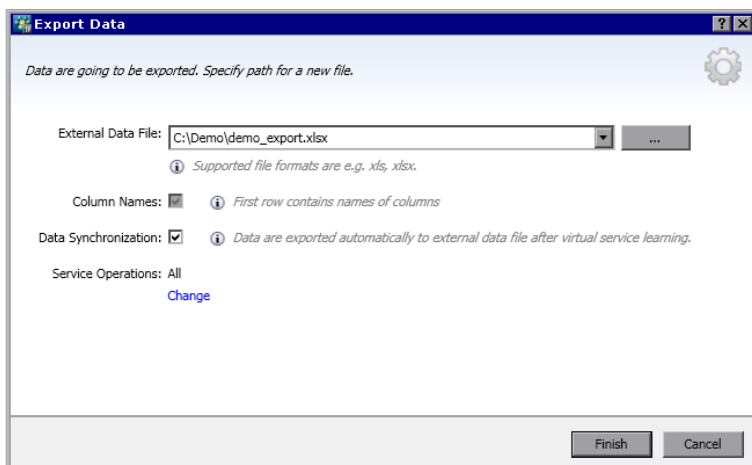 Export Data
Data are going to be exported. Specify path for a new file.
External Data File: C:\Demo\demo_export.xlsx ...
Supported file formats are e.g. xls, xlsx.
Column Names: First row contains names of columns
Data Synchronization: Data are exported automatically to external data file after virtual service learning.
Service Operations: All
Change
Finish Cancel